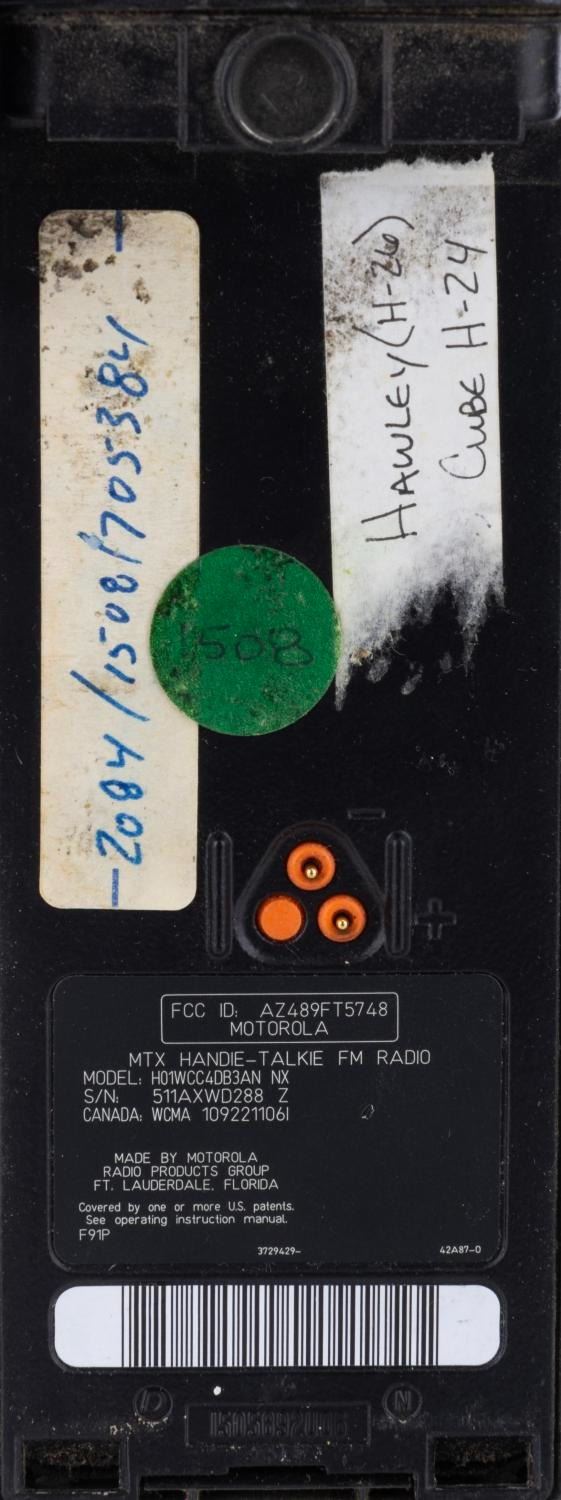 HAWLEY (H-26)
CUBE H-24
2084/1508/705384
1508
FCC ID: AZ489FT5748
MOTOROLA
MTX HANDIE-TALKIE FM RADIO
MODEL: H01WCC4DB3AN NX
S/N: 511AXWD288 Z
CANADA: WCMA 109221106I
MADE BY MOTOROLA
RADIO PRODUCTS GROUP
FT. LAUDERDALE, FLORIDA
Covered by one or more U.S. patents.
See operating instruction manual.
F91P
3729429- 42A87-0